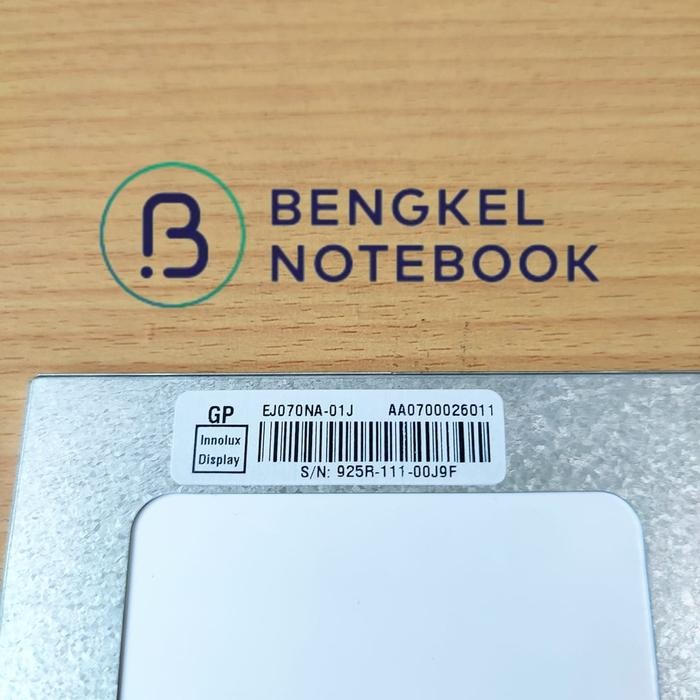 BENGKEL
NOTEBOOK
GP EJ070NA-01J AA0700026011
Innolux
Display
S/N: 925R-111-00J9F